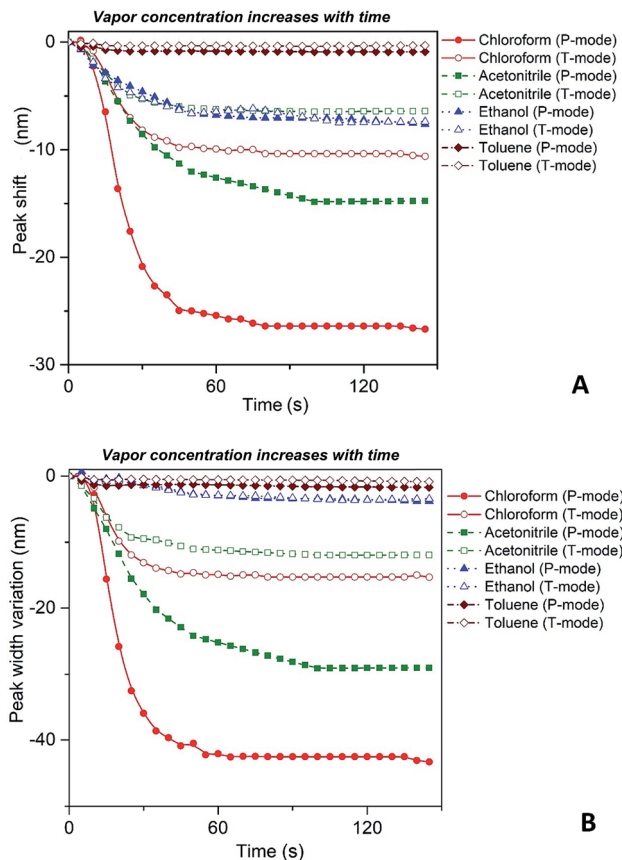 Vapor concentration increases with time
0
-10
-20
-30
Peak shift (nm)
0
60
120
Time (s)
Chloroform (P-mode)
Chloroform (T-mode)
Acetonitrile (P-mode)
Acetonitrile (T-mode)
Ethanol (P-mode)
Ethanol (T-mode)
Toluene (P-mode)
Toluene (T-mode)
A
Vapor concentration increases with time
0
-20
-40
Peak width variation (nm)
0
60
120
Time (s)
Chloroform (P-mode)
Chloroform (T-mode)
Acetonitrile (P-mode)
Acetonitrile (T-mode)
Ethanol (P-mode)
Ethanol (T-mode)
Toluene (P-mode)
Toluene (T-mode)
B